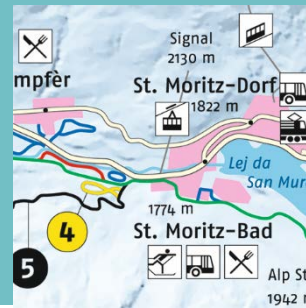 Signal
2130 m
mpfèr
St. Moritz-Dorf
1822 m
Lej da
San Mur
4
1774 m
St. Moritz-Bad
5
Alp St
1942 m